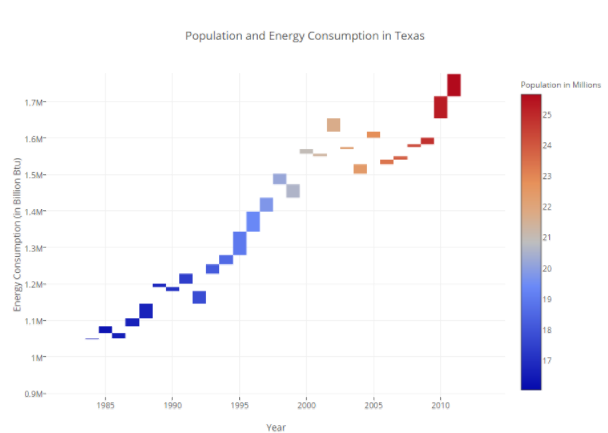 Population and Energy Consumption in Texas
Population in Millions
Energy Consumption (in Billion Btu)
1.7M
1.6M
1.5M
1.4M
1.3M
1.2M
1.1M
1M
0.9M
25
24
23
22
21
20
19
18
17
1985
1990
1995
2000
2005
2010
Year